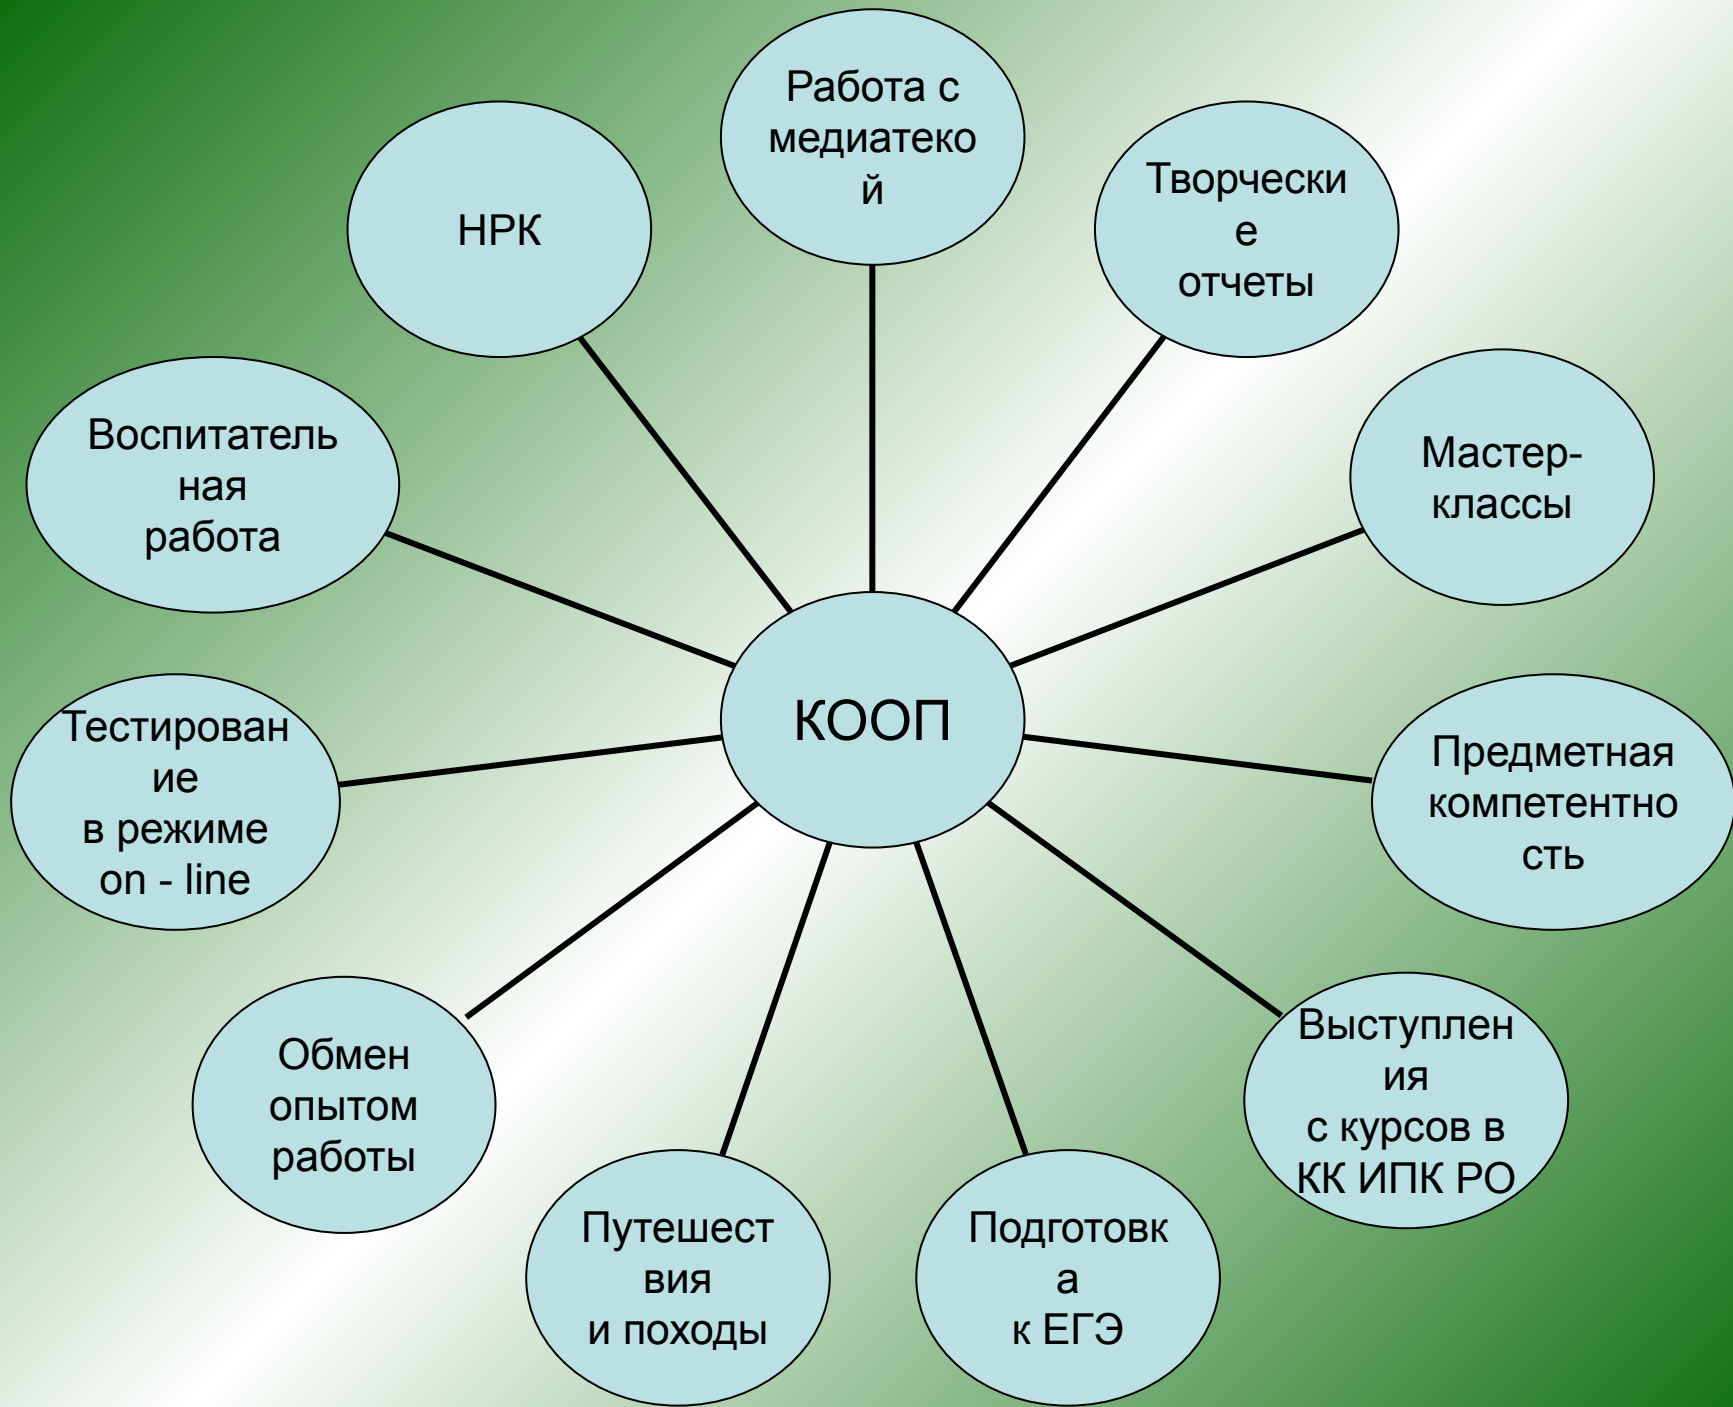 Работа с
медиатеко
й
НРК
Творчески
е
отчеты
Воспитатель
ная
работа
Мастер-
классы
КООП
Тестирован
ие
в режиме
on - line
Предметная
компетентно
сть
Обмен
опытом
работы
Выступлен
ия
с курсов в
КК ИПК РО
Путешест
вия
и походы
Подготовк
а
к ЕГЭ